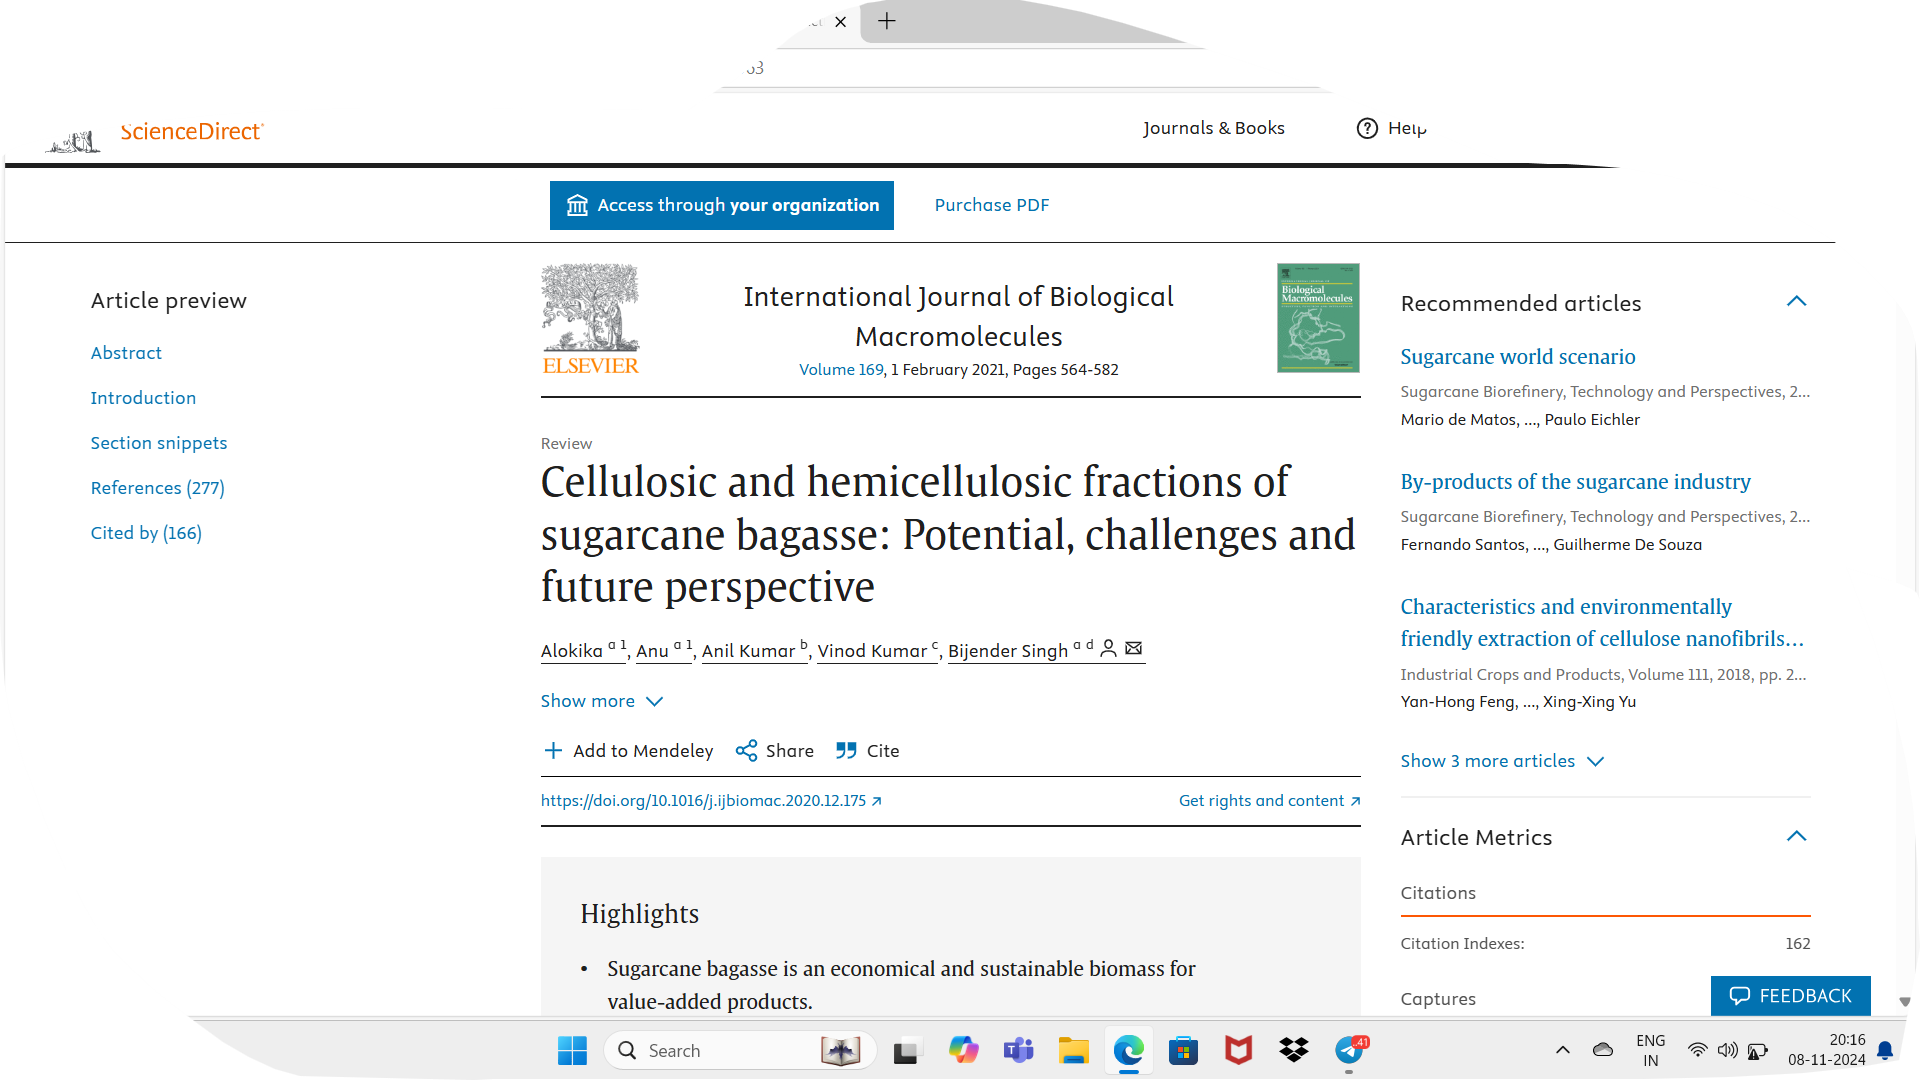 63
ScienceDirect
Journals & Books
Help
Access through your organization
Purchase PDF
Article preview
Abstract
Introduction
Section snippets
References (277)
Cited by (166)
ELSEVIER
International Journal of Biological
Macromolecules
Volume 169, 1 February 2021, Pages 564-582
Biological
Macromolecules
Review
Cellulosic and hemicellulosic fractions of
sugarcane bagasse: Potential, challenges and
future perspective
Alokika a 1, Anu a 1, Anil Kumar b, Vinod Kumar c, Bijender Singh a d
Show more
Add to Mendeley
Share
Cite
https://doi.org/10.1016/j.ijbiomac.2020.12.175
Get rights and content
Highlights
• Sugarcane bagasse is an economical and sustainable biomass for
value-added products.
Recommended articles
Sugarcane world scenario
Sugarcane Biorefinery, Technology and Perspectives, 2...
Mario de Matos, ..., Paulo Eichler
By-products of the sugarcane industry
Sugarcane Biorefinery, Technology and Perspectives, 2...
Fernando Santos, ..., Guilherme De Souza
Characteristics and environmentally
friendly extraction of cellulose nanofibrils...
Industrial Crops and Products, Volume 111, 2018, pp. 2...
Yan-Hong Feng, ..., Xing-Xing Yu
Show 3 more articles
Article Metrics
Citations
Citation Indexes: 162
Captures
FEEDBACK
Search
41
ENG
IN
20:16
08-11-2024